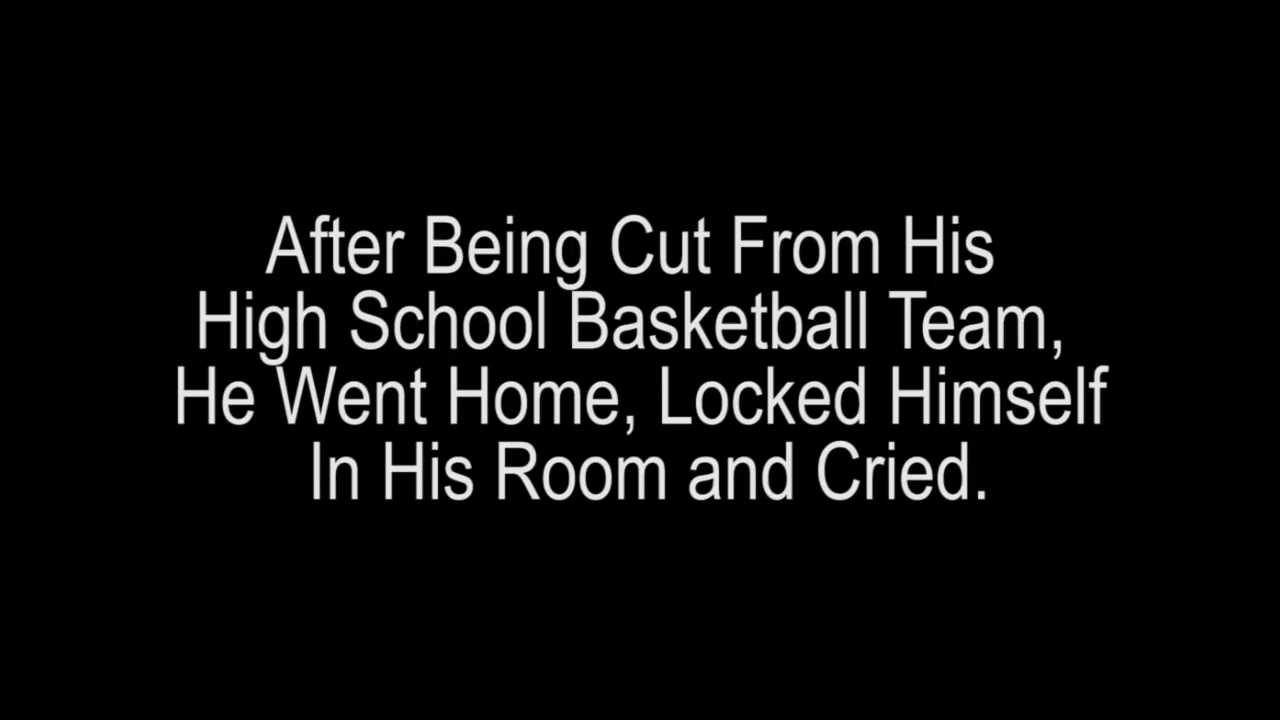 After Being Cut From His
High School Basketball Team,
He Went Home, Locked Himself
In His Room and Cried.